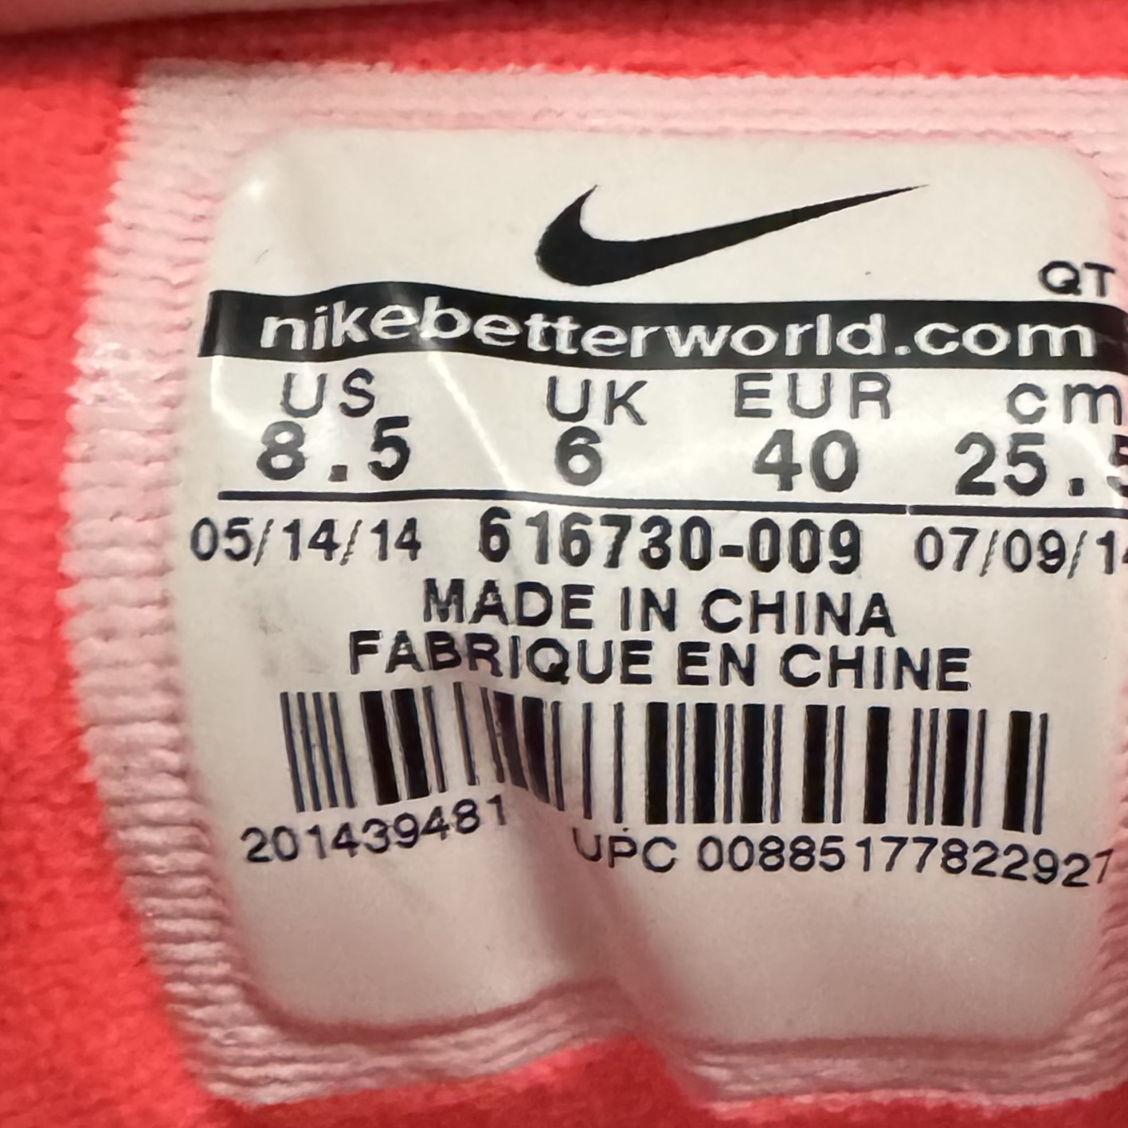 QT
nikebetterworld.com
US UK EUR cm
8.5 6 40 25.5
05/14/14 616730-009 07/09/14
MADE IN CHINA
FABRIQUE EN CHINE
201439481 UPC 00885177822927